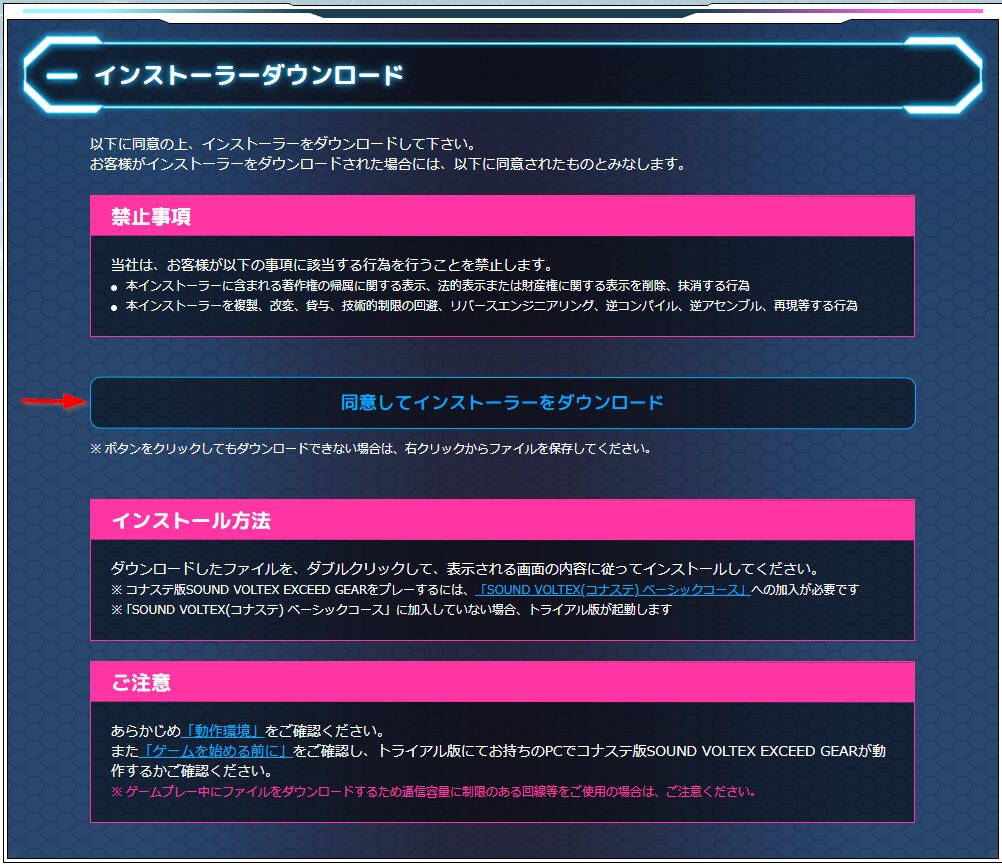 インストーラーダウンロード
以下に同意の上、インストーラーをダウンロードして下さい。
お客様がインストーラーをダウンロードされた場合には、以下に同意されたものとみなします。
禁止事項
当社は、お客様が以下の事項に該当する行為を行うことを禁止します。
● 本インストーラーに含まれる著作権の帰属に関する表示、法的表示または財産権に関する表示を削除、抹消する行為
● 本インストーラーを複製、改変、貸与、技術的制限の回避、リバースエンジニアリング、逆コンパイル、逆アセンブル、再現等する行為
同意してインストーラーをダウンロード
※ ボタンをクリックしてもダウンロードできない場合は、右クリックからファイルを保存してください。
インストール方法
ダウンロードしたファイルを、ダブルクリックして、表示される画面の内容に従ってインストールしてください。
※ コナステ版SOUND VOLTEX EXCEED GEARをプレーするには、「SOUND VOLTEX(コナステ) ベーシックコース」への加入が必要です
※ 「SOUND VOLTEX(コナステ) ベーシックコース」に加入していない場合、トライアル版が起動します
ご注意
あらかじめ「動作環境」をご確認ください。
また「ゲームを始める前に」をご確認し、トライアル版にてお持ちのPCでコナステ版SOUND VOLTEX EXCEED GEARが動
作するかご確認ください。
※ ゲームプレー中にファイルをダウンロードするため通信容量に制限のある回線等をご使用の場合は、ご注意ください。